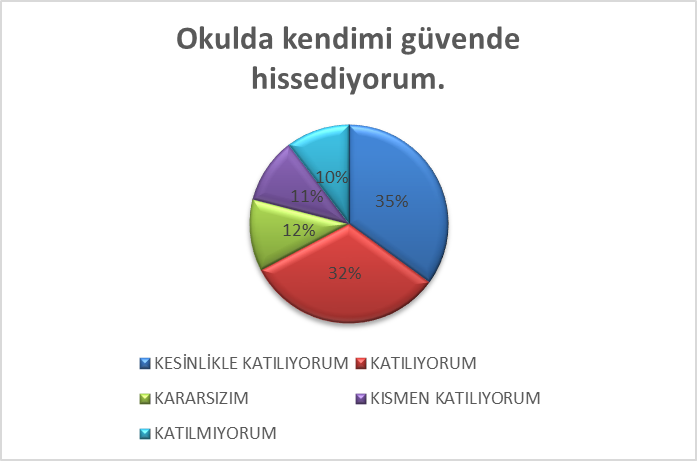 Okulda kendimi güvende
hissediyorum.
10%
35%
11%
12%
32%
KESİNLİKLE KATILIYORUM KATILIYORUM
KARARSIZIM KISMEN KATILIYORUM
KATILMIYORUM